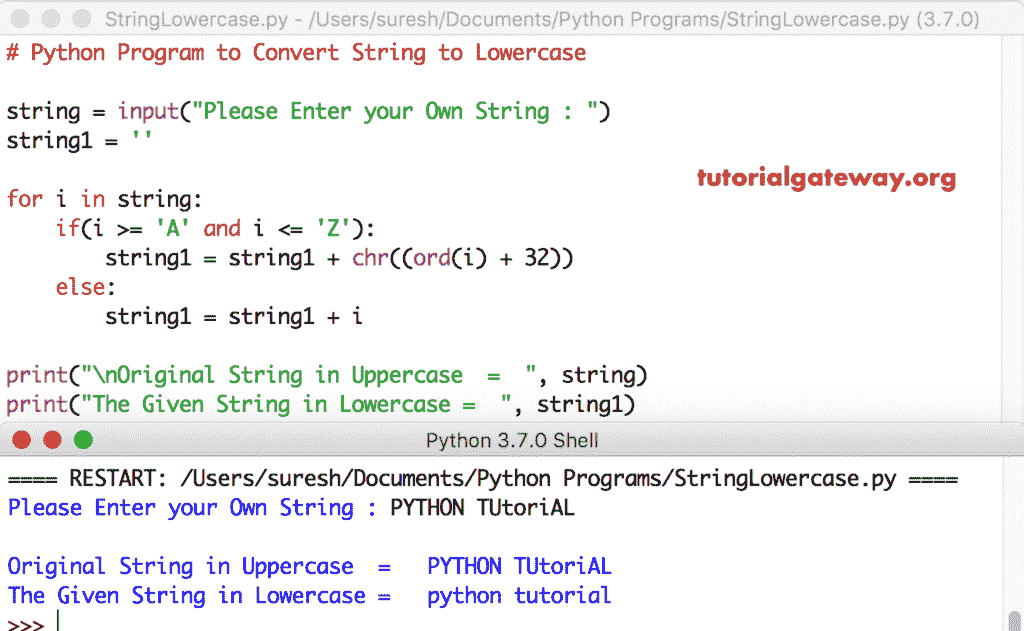 StringLowercase.py - /Users/suresh/Documents/Python Programs/StringLowercase.py (3.7.0)
# Python Program to Convert String to Lowercase
string = input("Please Enter your Own String : ")
string1 = ''
tutorialgateway.org
for i in string:
    if(i >= 'A' and i <= 'Z'):
        string1 = string1 + chr((ord(i) + 32))
    else:
        string1 = string1 + i
print("\nOriginal String in Uppercase  =  ", string)
print("The Given String in Lowercase =  ", string1)
Python 3.7.0 Shell
==== RESTART: /Users/suresh/Documents/Python Programs/StringLowercase.py ====
Please Enter your Own String : PYTHON TUtoriAL
Original String in Uppercase  =   PYTHON TUtoriAL
The Given String in Lowercase =   python tutorial
>>>